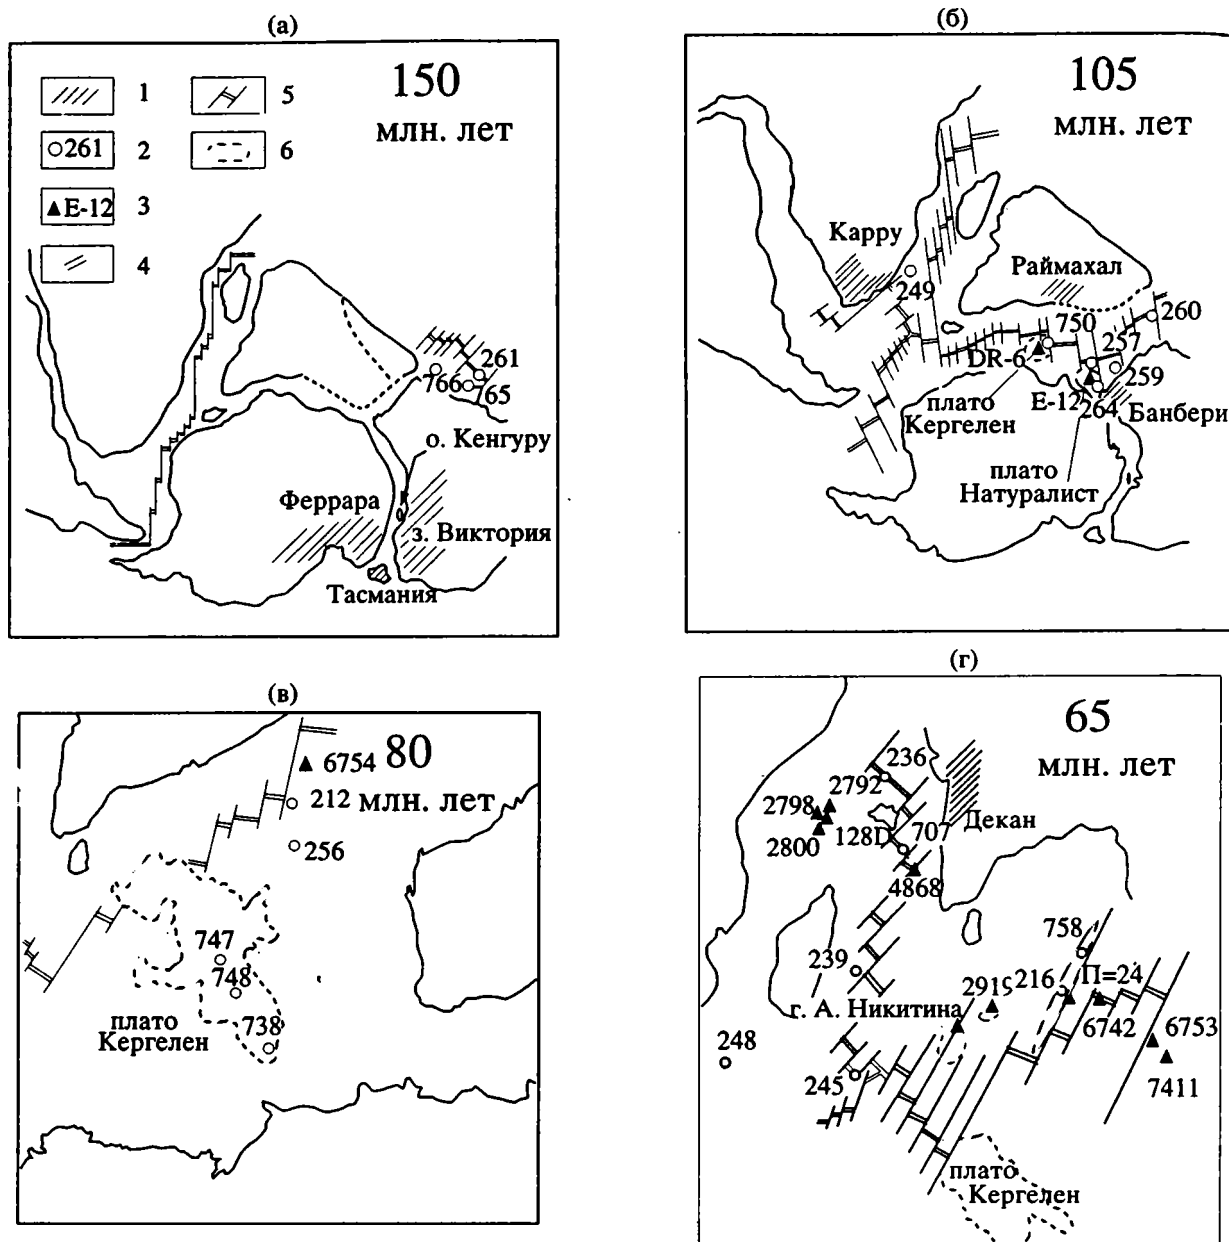 (а)
150
млн. лет
1
5
261
2
6
E-12
3
4
261
766
765
о. Кенгуру
Феррара
з. Виктория
Тасмания
(б)
105
млн. лет
Карру
Раймахал
249
260
750
257
DR-6
259
плато
Кергелен
E-12
264
Банбери
плато
Натуралист
(в)
80
млн. лет
6754
212
256
747
748
плато
Кергелен
738
(г)
65
млн. лет
236
2792
2798
Декан
128D
707
2800
4868
758
239
2919
216
П=24
г. А. Никитина
6742
6753
248
245
7411
плато
Кергелен